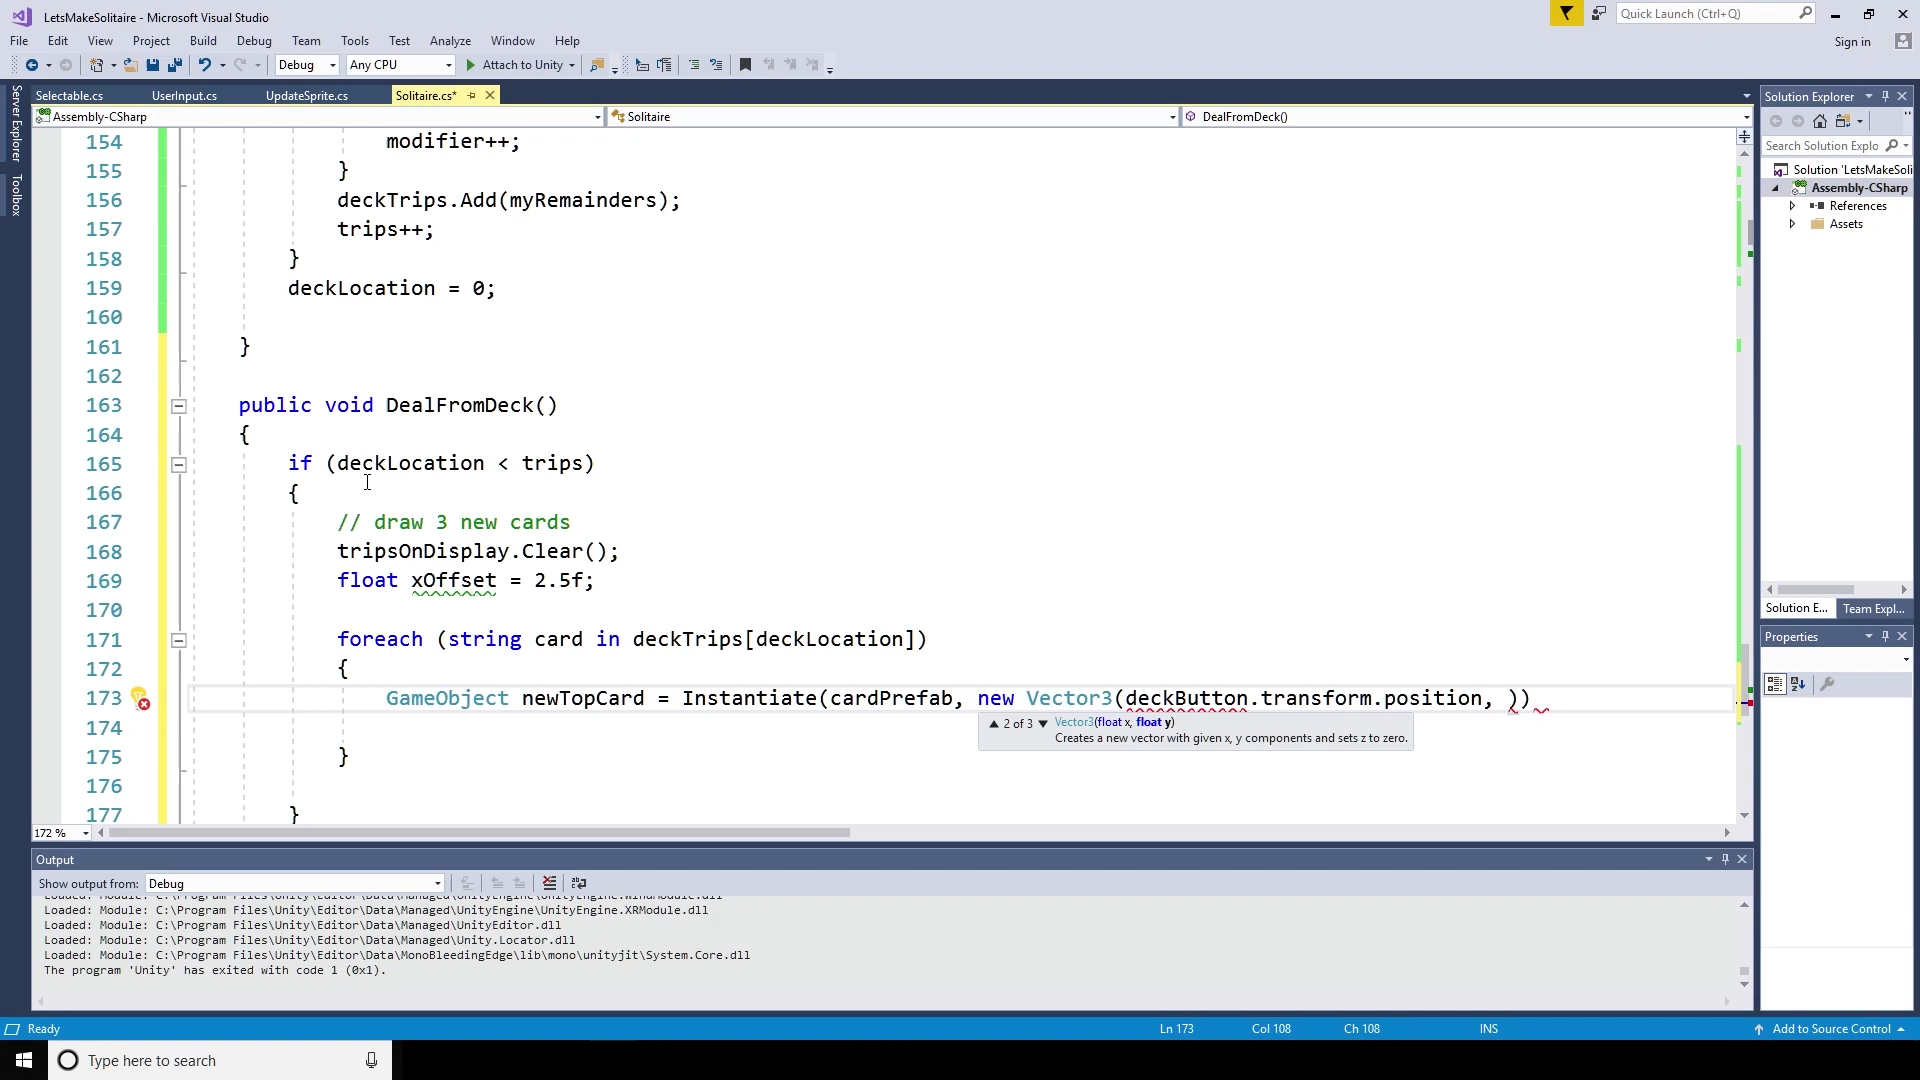 LetsMakeSolitaire - Microsoft Visual Studio
Quick Launch (Ctrl+Q)
File Edit View Project Build Debug Team Tools Test Analyze Window Help
Sign in
Debug Any CPU Attach to Unity
Server Explorer
Toolbox
Selectable.cs UserInput.cs UpdateSprite.cs Solitaire.cs*
Assembly-CSharp Solitaire DealFromDeck()
154 modifier++;
155 }
156 deckTrips.Add(myRemainders);
157 trips++;
158 }
159 deckLocation = 0;
160
161 }
162
163 public void DealFromDeck()
164 {
165 if (deckLocation < trips)
166 {
167 // draw 3 new cards
168 tripsOnDisplay.Clear();
169 float xOffset = 2.5f;
170
171 foreach (string card in deckTrips[deckLocation])
172 {
173 GameObject newTopCard = Instantiate(cardPrefab, new Vector3(deckButton.transform.position, ))
2 of 3 Vector3(float x, float y)
Creates a new vector with given x, y components and sets z to zero.
174
175 }
176
177 }
172 %
Output
Show output from: Debug
Loaded: Module: C:\Program Files\Unity\Editor\Data\Managed\UnityEngine\UnityEngine.XRModule.dll
Loaded: Module: C:\Program Files\Unity\Editor\Data\Managed\UnityEditor.dll
Loaded: Module: C:\Program Files\Unity\Editor\Data\Managed\Unity.Locator.dll
Loaded: Module: C:\Program Files\Unity\Editor\Data\MonoBleedingEdge\lib\mono\unityjit\System.Core.dll
The program 'Unity' has exited with code 1 (0x1).
Solution Explorer
Search Solution Explo
Solution 'LetsMakeSoli
Assembly-CSharp
References
Assets
Solution E... Team Expl...
Properties
Ready Ln 173 Col 108 Ch 108 INS Add to Source Control
Type here to search